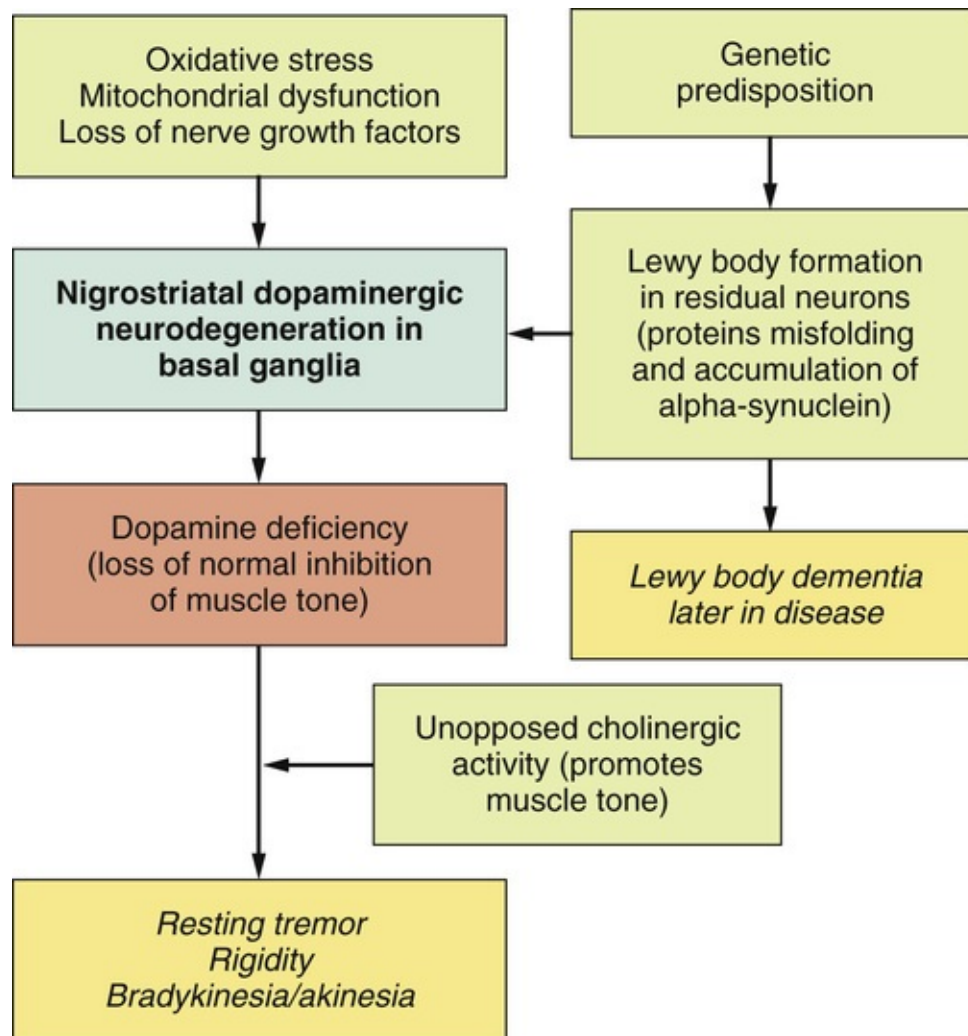 Oxidative stress
Mitochondrial dysfunction
Loss of nerve growth factors
Genetic
predisposition
Nigrostriatal dopaminergic
neurodegeneration in
basal ganglia
Lewy body formation
in residual neurons
(proteins misfolding
and accumulation of
alpha-synuclein)
Dopamine deficiency
(loss of normal inhibition
of muscle tone)
Lewy body dementia
later in disease
Unopposed cholinergic
activity (promotes
muscle tone)
Resting tremor
Rigidity
Bradykinesia/akinesia